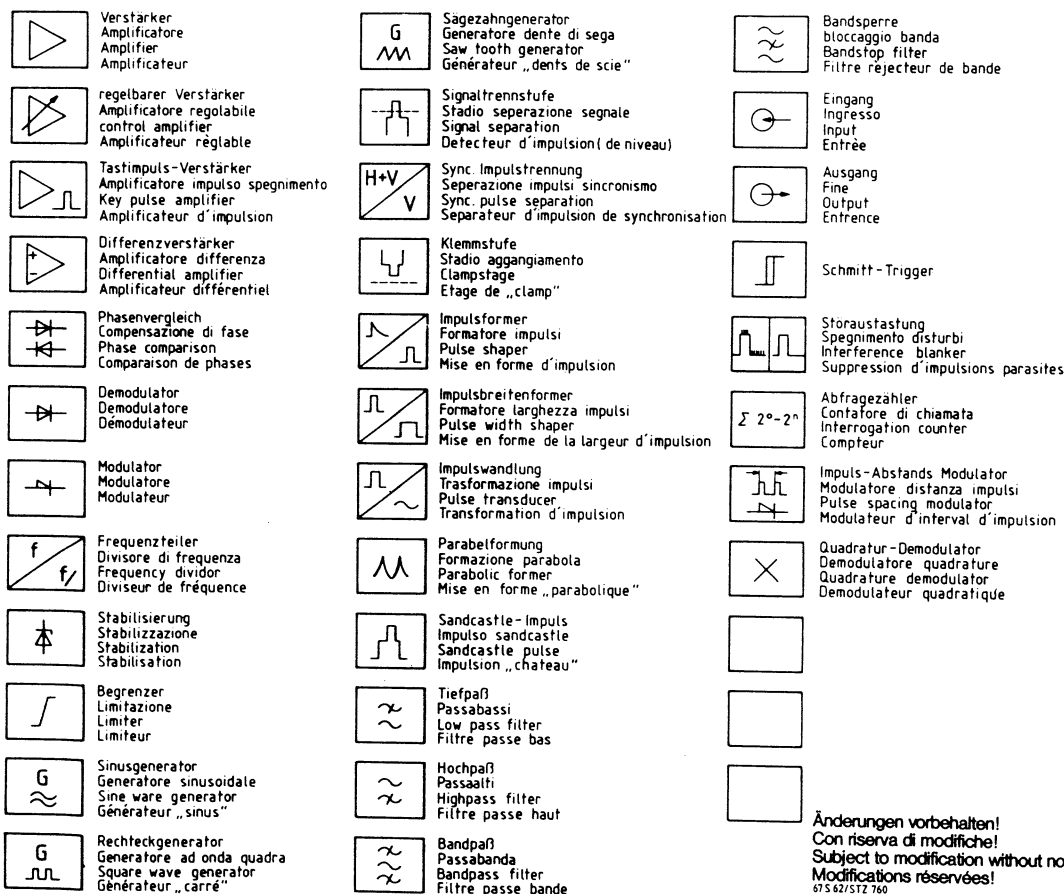 Verstärker
Amplificatore
Amplifier
Amplificateur
regelbarer Verstärker
Amplificatore regolabile
control amplifier
Amplificateur règlable
Tastimpuls-Verstärker
Amplificatore impulso spegnimento
Key pulse amplifier
Amplificateur d'impulsion
+
-
Differenzverstärker
Amplificatore differenza
Differential amplifier
Amplificateur différentiel
Phasenvergleich
Compensazione di fase
Phase comparison
Comparaison de phases
Demodulator
Demodulatore
Démodulateur
Modulator
Modulatore
Modulateur
f
f/
Frequenzteiler
Divisore di frequenza
Frequency dividor
Diviseur de fréquence
Stabilisierung
Stabilizzazione
Stabilization
Stabilisation
Begrenzer
Limitazione
Limiter
Limiteur
G
Sinusgenerator
Generatore sinusoidale
Sine ware generator
Générateur „sinus"
G
Rechteckgenerator
Generatore ad onda quadra
Square wave generator
Générateur „carré"
G
Sägezahngenerator
Generatore dente di sega
Saw tooth generator
Générateur „dents de scie"
Signaltrennstufe
Stadio seperazione segnale
Signal separation
Detecteur d'impulsion( de niveau)
H+V
V
Sync. Impulstrennung
Seperazione impulsi sincronismo
Sync. pulse separation
Separateur d'impulsion de synchronisation
Klemmstufe
Stadio aggangiamento
Clampstage
Etage de „clamp"
Impulsformer
Formatore impulsi
Pulse shaper
Mise en forme d'impulsion
Impulsbreitenformer
Formatore larghezza impulsi
Pulse width shaper
Mise en forme de la largeur d'impulsion
Impulswandlung
Trasformazione impulsi
Pulse transducer
Transformation d'impulsion
Parabelformung
Formazione parabola
Parabolic former
Mise en forme „parabolique"
Sandcastle-Impuls
Impulso sandcastle
Sandcastle pulse
Impulsion „chateau"
Tiefpaß
Passabassi
Low pass filter
Filtre passe bas
Hochpaß
Passaalti
Highpass filter
Filtre passe haut
Bandpaß
Passabanda
Bandpass filter
Filtre passe bande
Bandsperre
bloccaggio banda
Bandstop filter
Filtre rèjecteur de bande
Eingang
Ingresso
Input
Entrèe
Ausgang
Fine
Output
Entrence
Schmitt-Trigger
Störaustastung
Spegnimento disturbi
Interference blanker
Suppression d'impulsions parasites
Σ 2°-2ⁿ
Abfragezähler
Contatore di chiamata
Interrogation counter
Compteur
Impuls-Abstands Modulator
Modulatore distanza impulsi
Pulse spacing modulator
Modulateur d'interval d'impulsion
Quadratur-Demodulator
Demodulatore quadrature
Quadrature demodulator
Demodulateur quadratique
Änderungen vorbehalten!
Con riserva di modifiche!
Subject to modification without no
Modifications réservées!
67 S 62/STZ 760